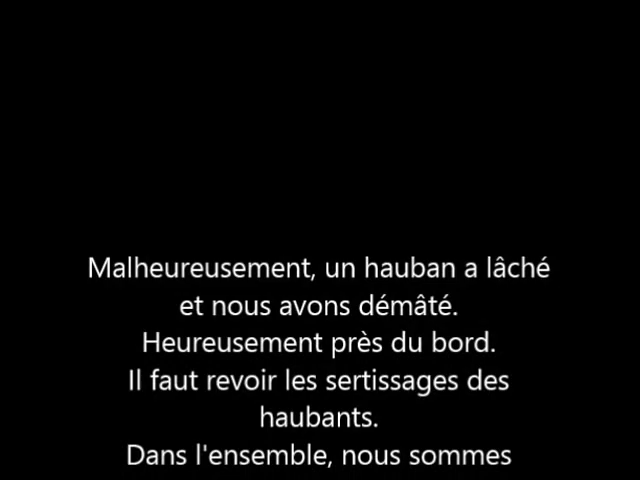 Malheureusement, un hauban a lâché
et nous avons démâté.
Heureusement près du bord.
Il faut revoir les sertissages des
haubants.
Dans l'ensemble, nous sommes